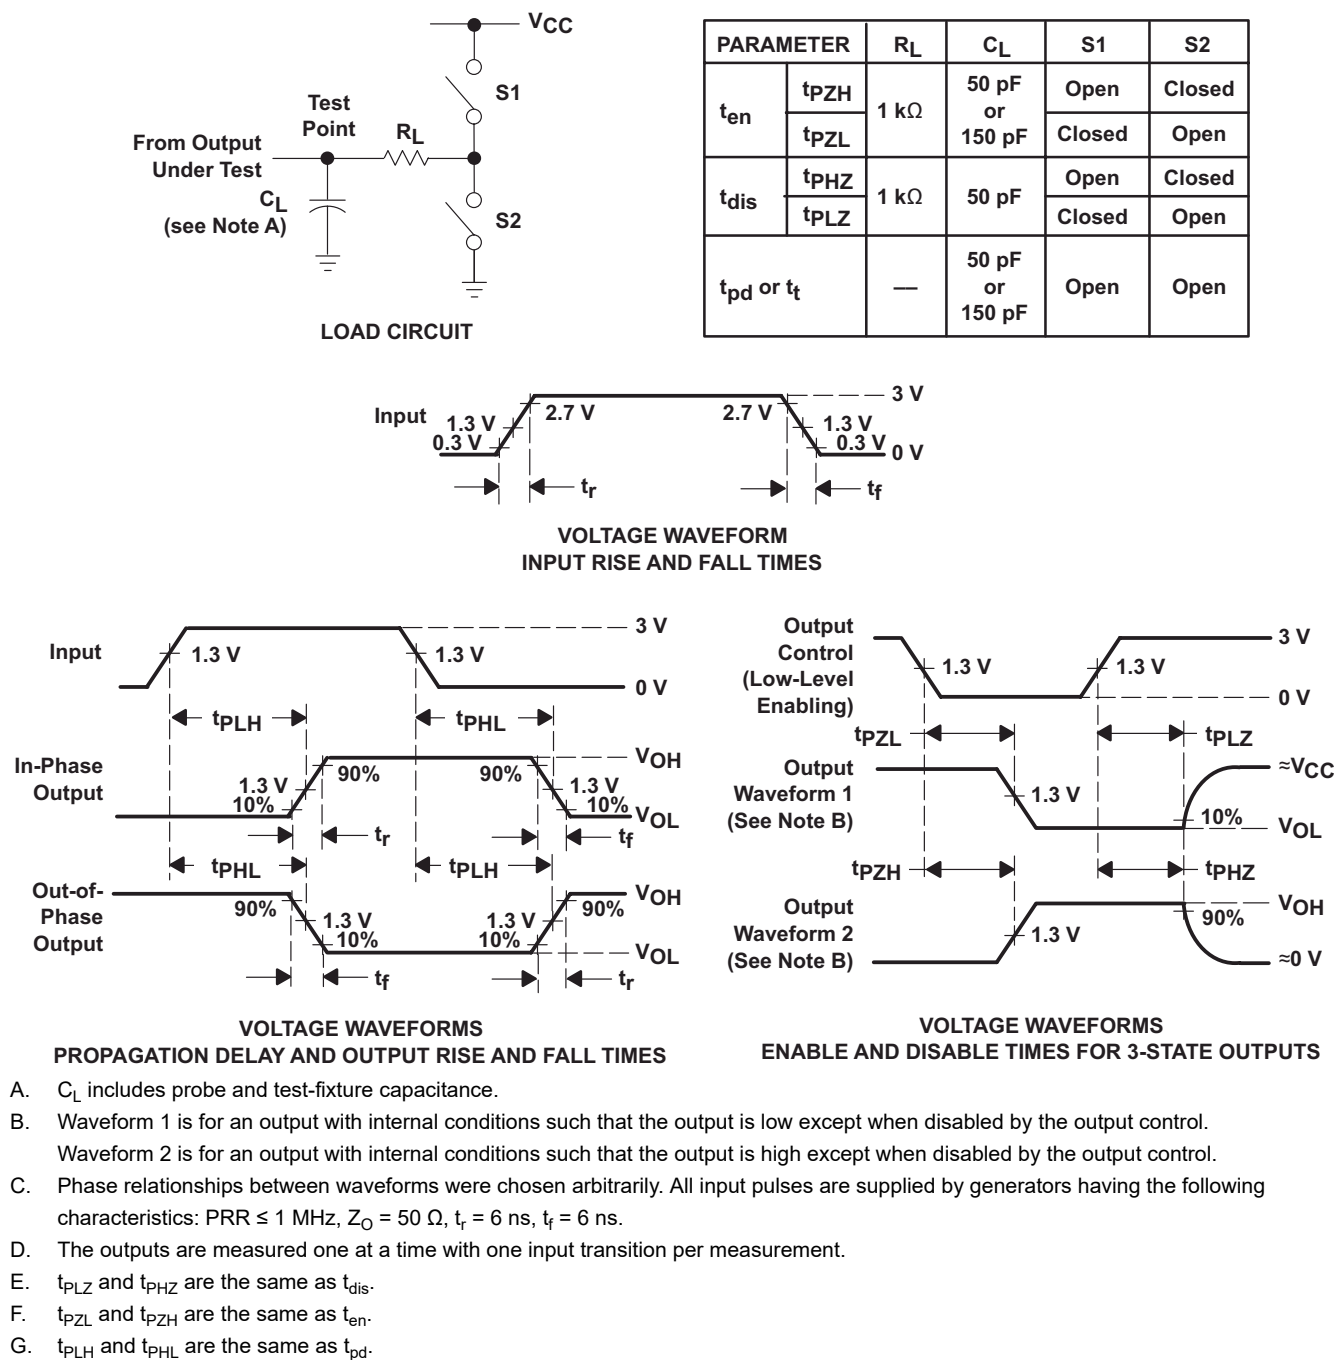 VCC
S1
Test
Point
RL
From Output
Under Test
CL
(see Note A)
S2
LOAD CIRCUIT
PARAMETER RL CL S1 S2
ten tPZH 1 kΩ 50 pF or 150 pF Open Closed
tPZL Closed Open
tdis tPHZ 1 kΩ 50 pF Open Closed
tPLZ Closed Open
tpd or tt — 50 pF or 150 pF Open Open
Input
1.3 V
0.3 V
2.7 V
2.7 V
3 V
1.3 V
0.3 V
0 V
tr
tf
VOLTAGE WAVEFORM
INPUT RISE AND FALL TIMES
Input
1.3 V
1.3 V
3 V
0 V
tPLH
tPHL
In-Phase
Output
1.3 V
10%
90%
90%
1.3 V
10%
VOH
VOL
tr
tf
tPHL
tPLH
Out-of-
Phase
Output
90%
1.3 V
10%
1.3 V
10%
90%
VOH
VOL
tf
tr
VOLTAGE WAVEFORMS
PROPAGATION DELAY AND OUTPUT RISE AND FALL TIMES
Output
Control
(Low-Level
Enabling)
1.3 V
1.3 V
3 V
0 V
tPZL
tPLZ
Output
Waveform 1
(See Note B)
1.3 V
10%
≈VCC
VOL
tPZH
tPHZ
Output
Waveform 2
(See Note B)
1.3 V
90%
VOH
≈0 V
VOLTAGE WAVEFORMS
ENABLE AND DISABLE TIMES FOR 3-STATE OUTPUTS
A. CL includes probe and test-fixture capacitance.
B. Waveform 1 is for an output with internal conditions such that the output is low except when disabled by the output control.
Waveform 2 is for an output with internal conditions such that the output is high except when disabled by the output control.
C. Phase relationships between waveforms were chosen arbitrarily. All input pulses are supplied by generators having the following
characteristics: PRR ≤ 1 MHz, ZO = 50 Ω, tr = 6 ns, tf = 6 ns.
D. The outputs are measured one at a time with one input transition per measurement.
E. tPLZ and tPHZ are the same as tdis.
F. tPZL and tPZH are the same as ten.
G. tPLH and tPHL are the same as tpd.